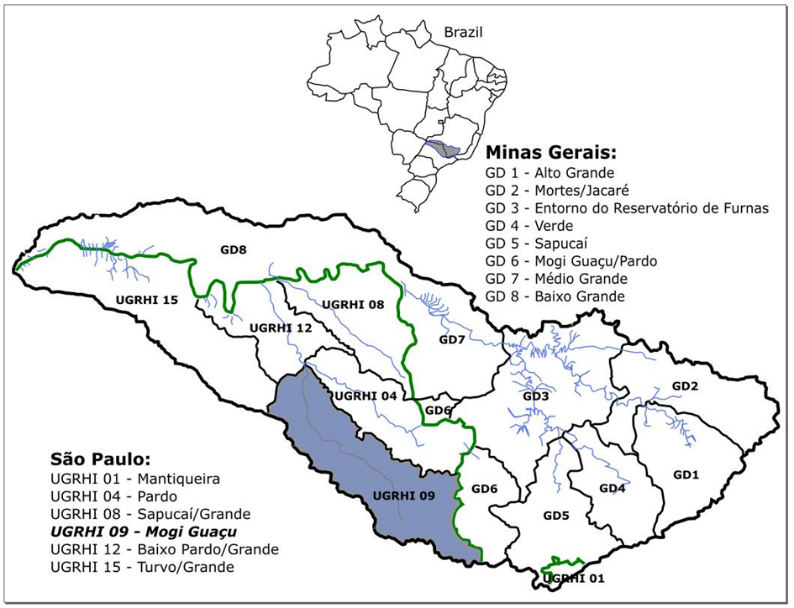 Brazil
Minas Gerais:
GD 1 - Alto Grande
GD 2 - Mortes/Jacaré
GD 3 - Entorno do Reservatório de Furnas
GD 4 - Verde
GD 5 - Sapucaí
GD 6 - Mogi Guaçu/Pardo
GD 7 - Médio Grande
GD 8 - Baixo Grande
GD8
UGRHI 15
UGRHI 08
UGRHI 12
GD7
UGRHI 04
GD6
GD3
GD2
UGRHI 09
GD6
GD5
GD4
GD1
UGRHI 01
São Paulo:
UGRHI 01 - Mantiqueira
UGRHI 04 - Pardo
UGRHI 08 - Sapucaí/Grande
UGRHI 09 - Mogi Guaçu
UGRHI 12 - Baixo Pardo/Grande
UGRHI 15 - Turvo/Grande